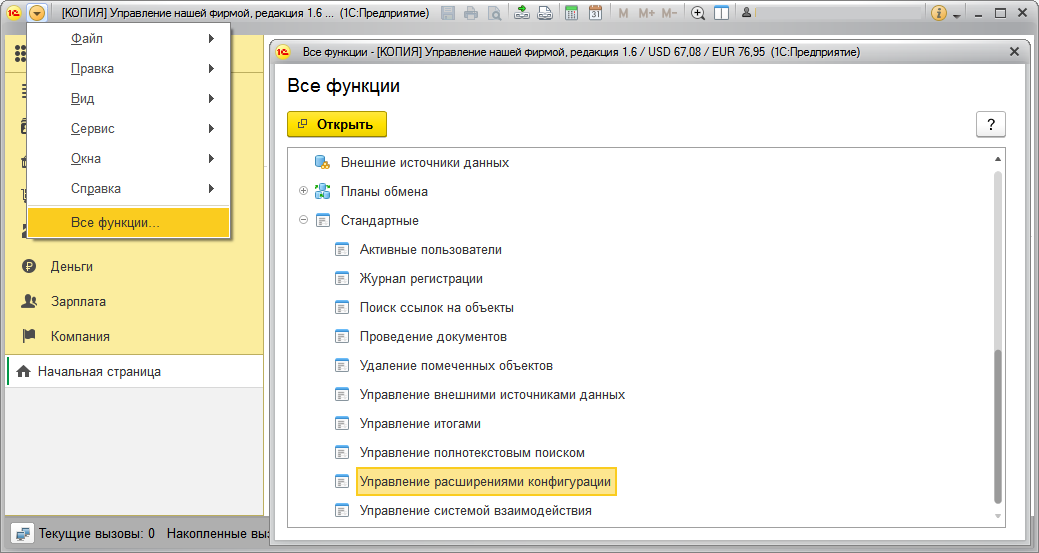 [КОПИЯ] Управление нашей фирмой, редакция 1.6 ... (1С:Предприятие)
M M+ M-
Файл
Правка
Вид
Сервис
Окна
Справка
Все функции...
Деньги
Зарплата
Компания
Начальная страница
Текущие вызовы: 0 Накопленные выз
Все функции - [КОПИЯ] Управление нашей фирмой, редакция 1.6 / USD 67,08 / EUR 76,95 (1С:Предприятие)
Все функции
Открыть
?
Внешние источники данных
Планы обмена
Стандартные
Активные пользователи
Журнал регистрации
Поиск ссылок на объекты
Проведение документов
Удаление помеченных объектов
Управление внешними источниками данных
Управление итогами
Управление полнотекстовым поиском
Управление расширениями конфигурации
Управление системой взаимодействия